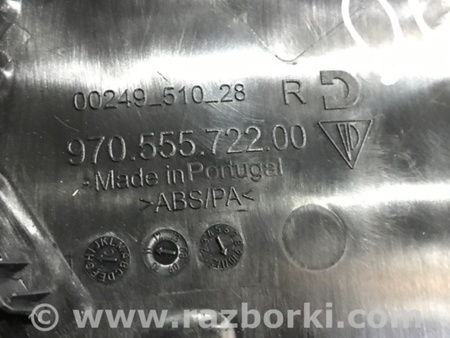 00249_510_28 R
970.555.722.00
Made in Portugal
>ABS/PA<
© www.razborki.com